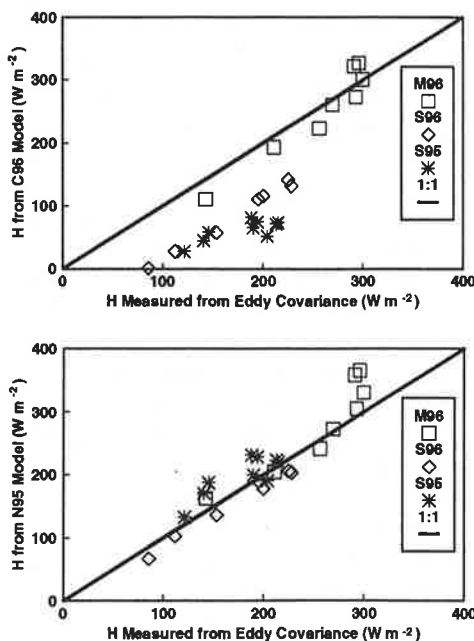 400
300
200
100
0
H from C96 Model (W m-2)
M96
S96
S95
1:1
0 100 200 300 400
H Measured from Eddy Covariance (W m-2)
400
300
200
100
0
H from N95 Model (W m-2)
M96
S96
S95
1:1
0 100 200 300 400
H Measured from Eddy Covariance (W m-2)